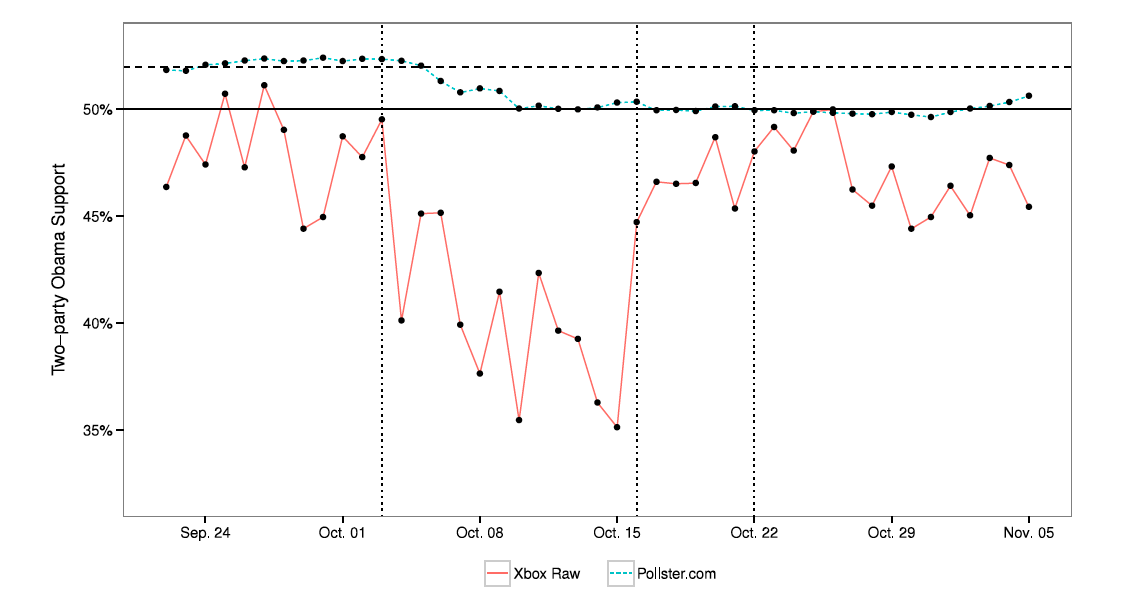 Two−party Obama Support
50%
45%
40%
35%
Sep. 24 Oct. 01 Oct. 08 Oct. 15 Oct. 22 Oct. 29 Nov. 05
Xbox Raw Pollster.com